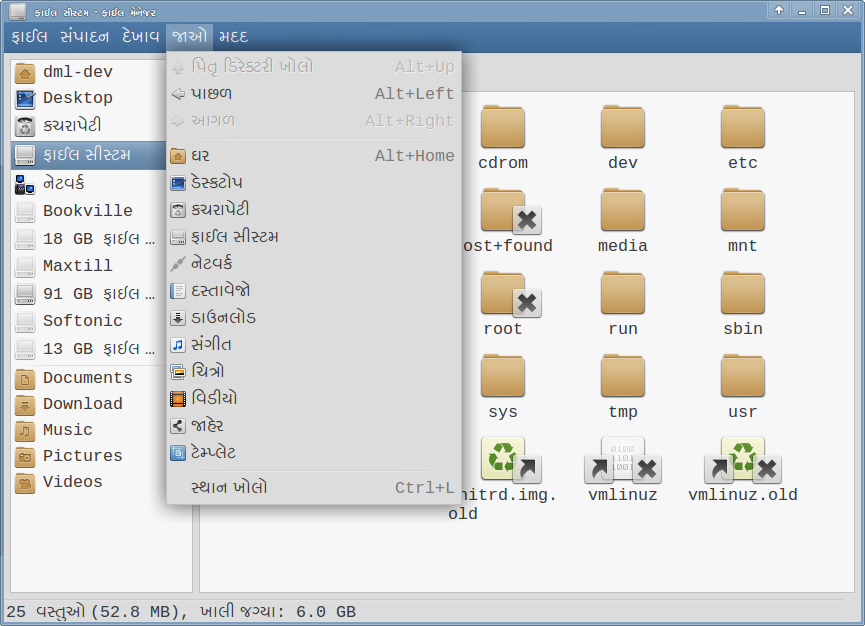 ફાઈલ સીસ્ટમ - ફાઈલ મેનેજર
ફાઈલ સંપાદન દેખાવ જાઓ મદદ
dml-dev
Desktop
કચરાપેટી
ફાઈલ સીસ્ટમ
નેટવર્ક
Bookville
18 GB ફાઈલ …
Maxtill
91 GB ફાઈલ …
Softonic
13 GB ફાઈલ …
Documents
Download
Music
Pictures
Videos
પિતૃ ડિરેક્ટરી ખોલો Alt+Up
પાછળ Alt+Left
આગળ Alt+Right
ઘર Alt+Home
ડેસ્કટોપ
કચરાપેટી
ફાઈલ સીસ્ટમ
નેટવર્ક
દસ્તાવેજો
ડાઉનલોડ
સંગીત
ચિત્રો
વિડીયો
જાહેર
ટેમ્પ્લેટ
સ્થાન ખોલો Ctrl+L
cdrom dev etc
ost+found media mnt
root run sbin
sys tmp usr
nitrd.img. vmlinuz vmlinuz.old
old
25 વસ્તુઓ (52.8 MB), ખાલી જગ્યા: 6.0 GB